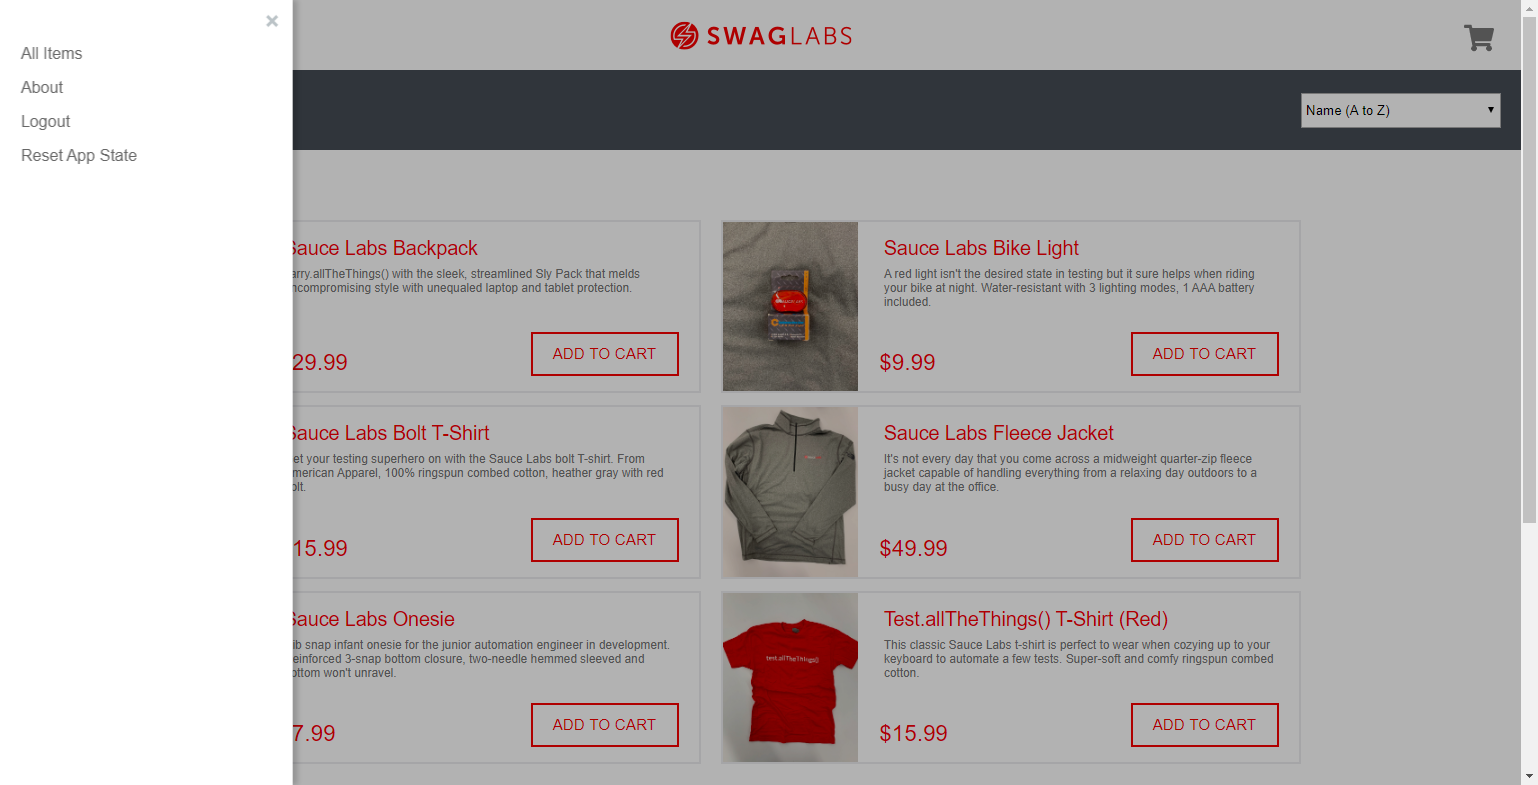 ×
All Items
About
Logout
Reset App State
SWAGLABS
Name (A to Z)
Sauce Labs Backpack
arry.allTheThings() with the sleek, streamlined Sly Pack that melds
ncompromising style with unequaled laptop and tablet protection.
29.99
ADD TO CART
Sauce Labs Bike Light
A red light isn't the desired state in testing but it sure helps when riding
your bike at night. Water-resistant with 3 lighting modes, 1 AAA battery
included.
$9.99
ADD TO CART
Sauce Labs Bolt T-Shirt
et your testing superhero on with the Sauce Labs bolt T-shirt. From
merican Apparel, 100% ringspun combed cotton, heather gray with red
olt.
15.99
ADD TO CART
Sauce Labs Fleece Jacket
It's not every day that you come across a midweight quarter-zip fleece
jacket capable of handling everything from a relaxing day outdoors to a
busy day at the office.
$49.99
ADD TO CART
Sauce Labs Onesie
ib snap infant onesie for the junior automation engineer in development.
einforced 3-snap bottom closure, two-needle hemmed sleeved and
ottom won't unravel.
7.99
ADD TO CART
test.allTheThings()
Test.allTheThings() T-Shirt (Red)
This classic Sauce Labs t-shirt is perfect to wear when cozying up to your
keyboard to automate a few tests. Super-soft and comfy ringspun combed
cotton.
$15.99
ADD TO CART